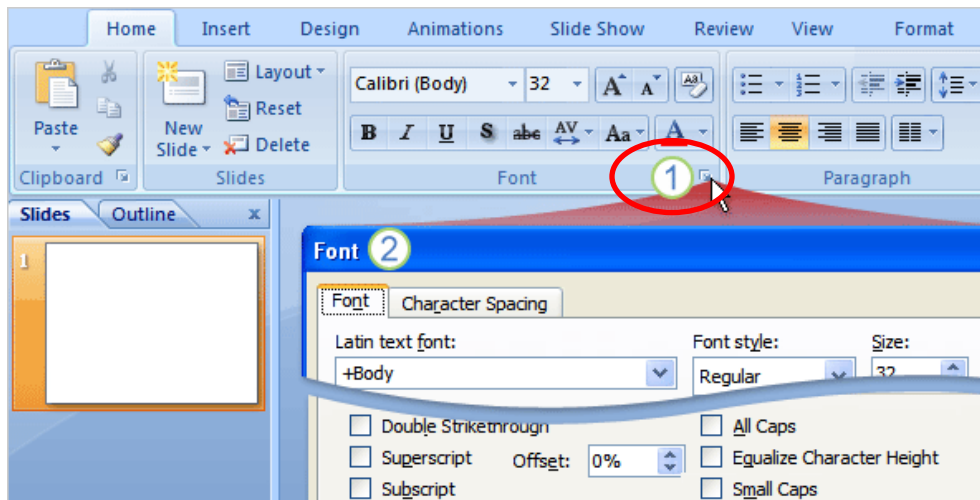 Home Insert Design Animations Slide Show Review View Format
Layout
Calibri (Body) 32 A A Aa
Reset
Paste New Slide Delete
B I U S abc AV Aa A
Clipboard Slides Font 1 Paragraph
Slides Outline x
1
Font 2
Font Character Spacing
Latin text font: Font style: Size:
+Body Regular 32
Double Strikethrough All Caps
Superscript Offset: 0% Equalize Character Height
Subscript Small Caps